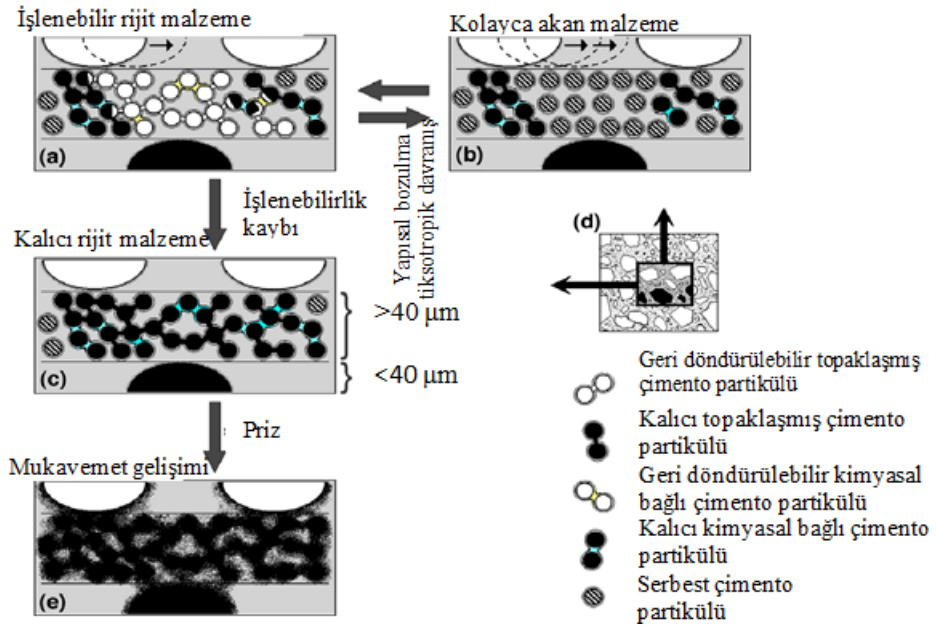 İşlenebilir rijit malzeme
Kolayca akan malzeme
(a)
(b)
Yapısal bozulma
tiksotropik davranış
İşlenebilirlik
kaybı
Kalıcı rijit malzeme
(d)
>40 μm
<40 μm
(c)
Priz
Mukavemet gelişimi
(e)
Geri döndürülebilir topaklaşmış
çimento partikülü
Kalıcı topaklaşmış çimento
partikülü
Geri döndürülebilir kimyasal
bağlı çimento partikülü
Kalıcı kimyasal bağlı çimento
partikülü
Serbest çimento
partikülü